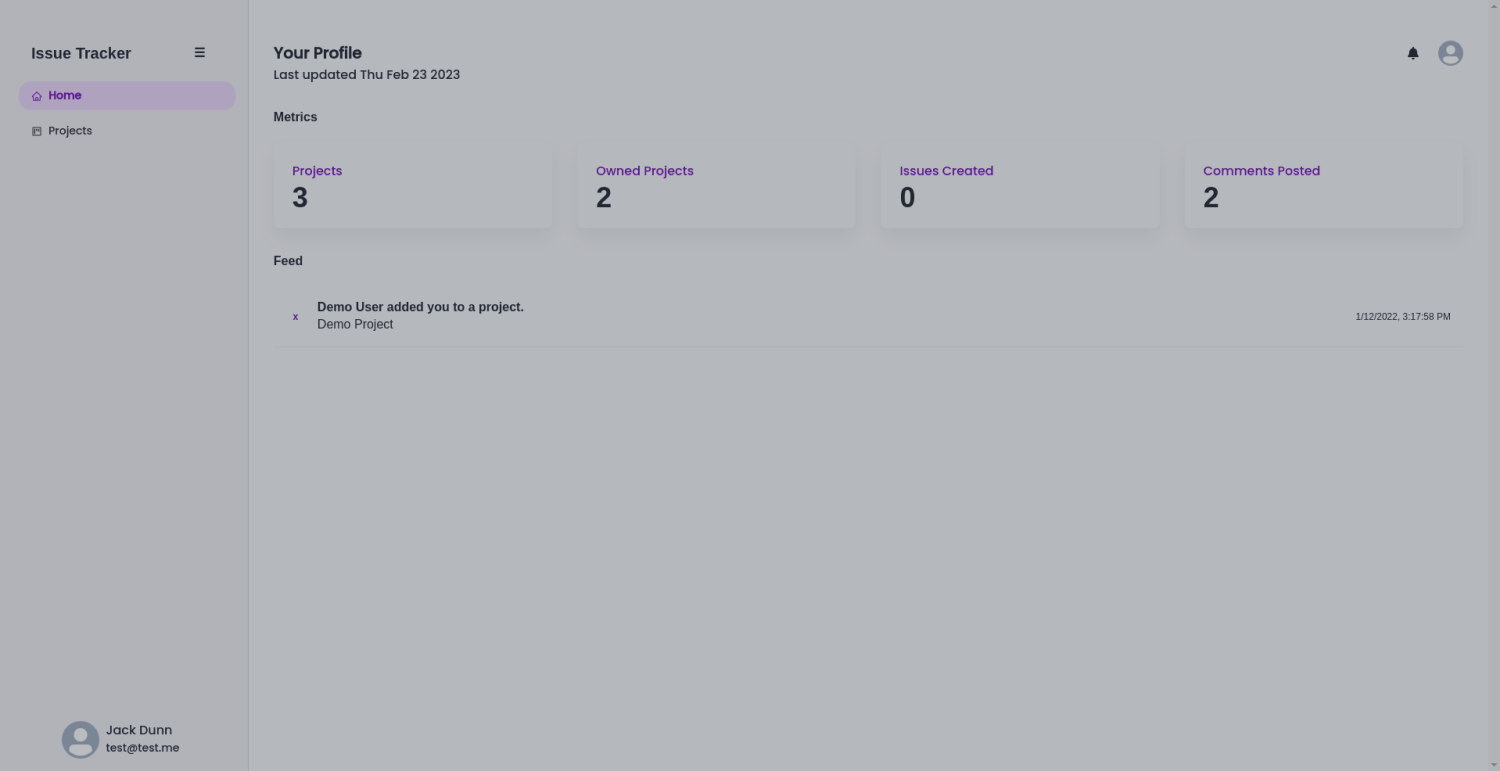 Issue Tracker
Home
Projects
Your Profile
Last updated Thu Feb 23 2023
Metrics
Projects
3
Owned Projects
2
Issues Created
0
Comments Posted
2
Feed
x
Demo User added you to a project.
Demo Project
1/12/2022, 3:17:58 PM
Jack Dunn
test@test.me